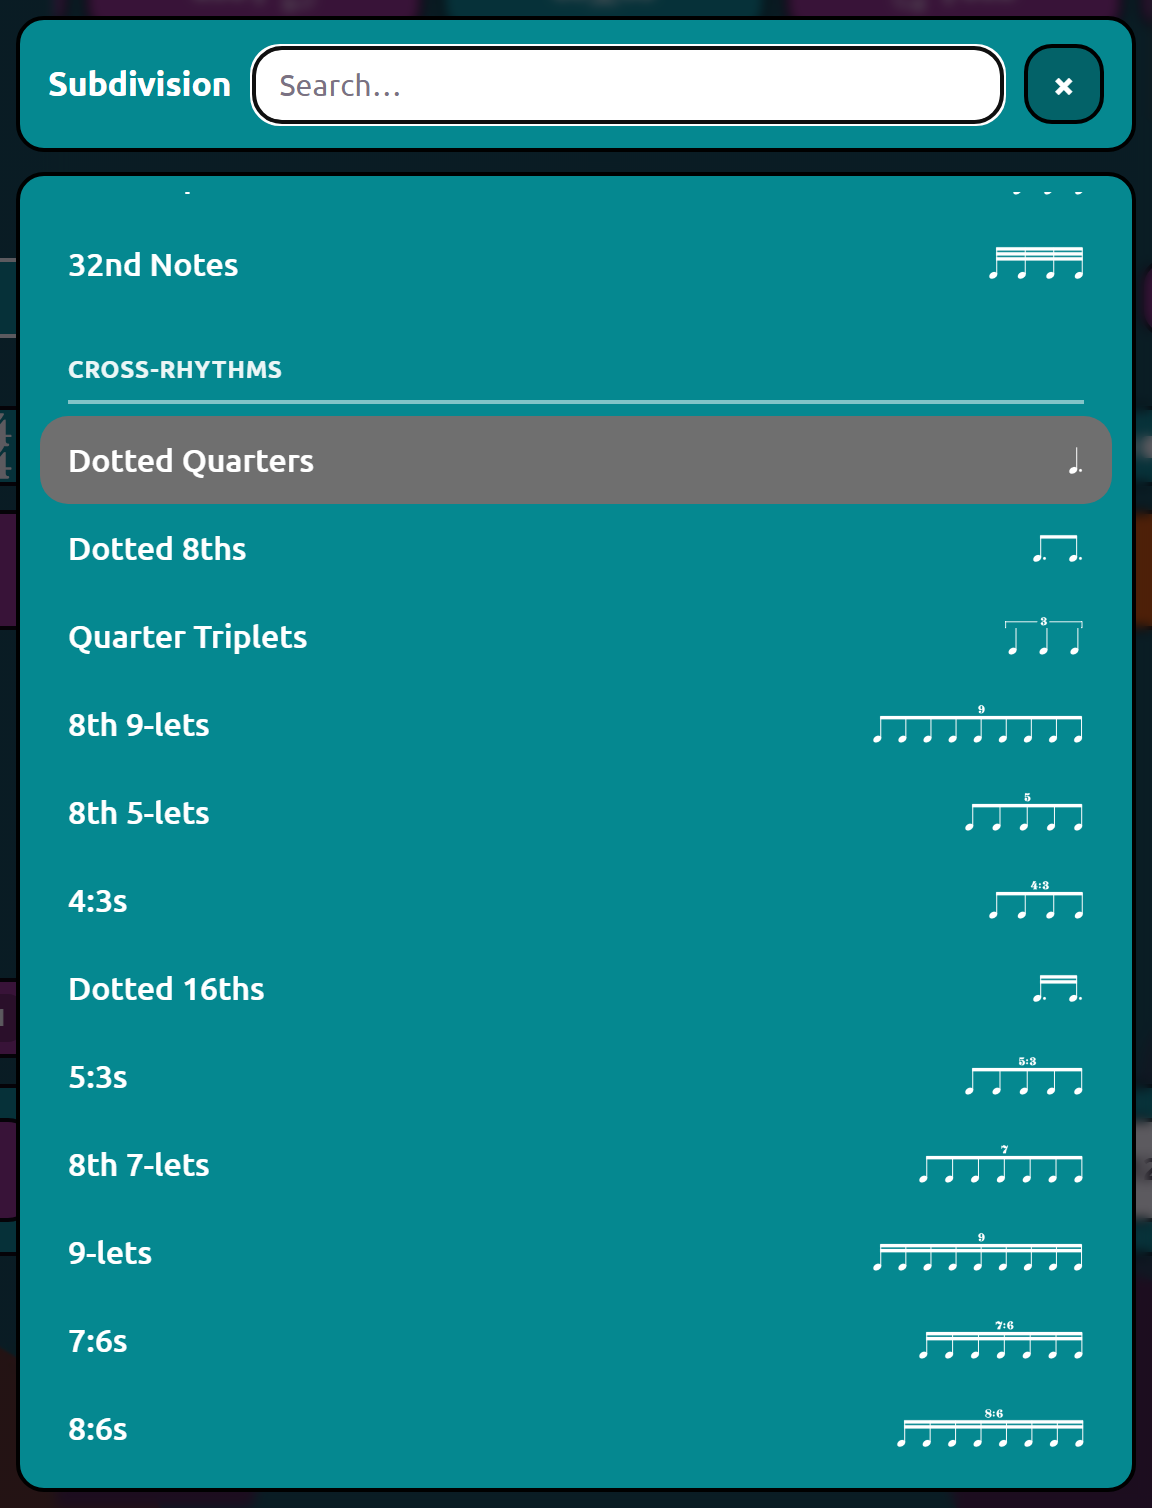 Subdivision
Search...
×
32nd Notes
CROSS-RHYTHMS
Dotted Quarters
Dotted 8ths
Quarter Triplets
3
8th 9-lets
9
8th 5-lets
5
4:3s
4:3
Dotted 16ths
5:3s
5:3
8th 7-lets
7
9-lets
9
7:6s
7:6
8:6s
8:6